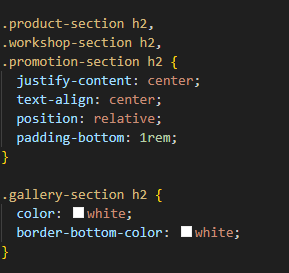 .product-section h2,
.workshop-section h2,
.promotion-section h2 {
  justify-content: center;
  text-align: center;
  position: relative;
  padding-bottom: 1rem;
}

.gallery-section h2 {
  color: white;
  border-bottom-color: white;
}